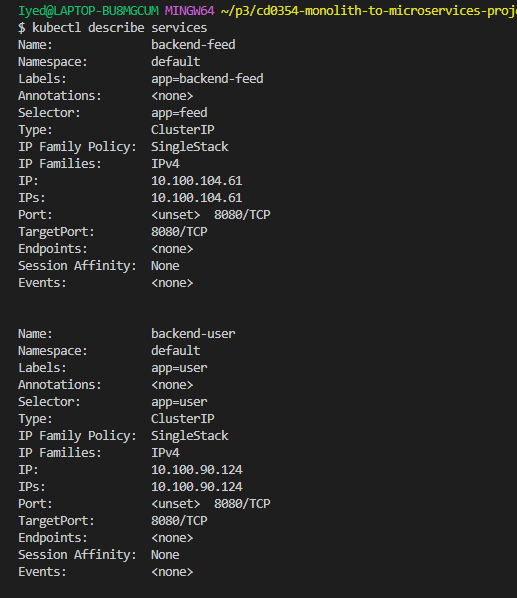 Iyed@LAPTOP-BU8MGCUM MINGW64 ~/p3/cd0354-monolith-to-microservices-proj
$ kubectl describe services
Name:              backend-feed
Namespace:         default
Labels:            app=backend-feed
Annotations:       <none>
Selector:          app=feed
Type:              ClusterIP
IP Family Policy:  SingleStack
IP Families:       IPv4
IP:                10.100.104.61
IPs:               10.100.104.61
Port:              <unset>  8080/TCP
TargetPort:        8080/TCP
Endpoints:         <none>
Session Affinity:  None
Events:            <none>
Name:              backend-user
Namespace:         default
Labels:            app=user
Annotations:       <none>
Selector:          app=user
Type:              ClusterIP
IP Family Policy:  SingleStack
IP Families:       IPv4
IP:                10.100.90.124
IPs:               10.100.90.124
Port:              <unset>  8080/TCP
TargetPort:        8080/TCP
Endpoints:         <none>
Session Affinity:  None
Events:            <none>